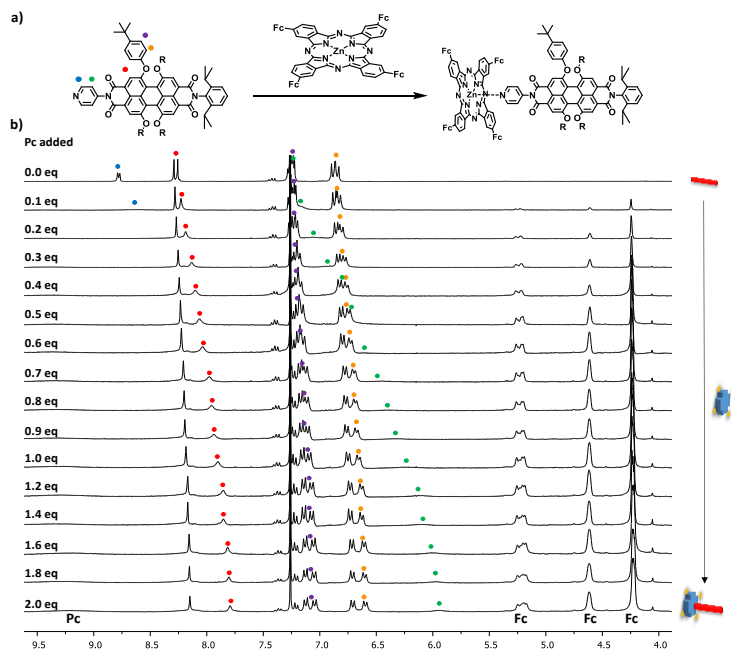 a)
Fc
Fc
Fc
Fc
N
N
N
N
N
N
N
N
Zn
N
N
N
O
O
O
O
O
O
O
O
R
R
R
Fc
Fc
Fc
Fc
N
N
N
N
N
N
N
Zn
N
N
N
N
O
O
O
O
O
O
O
O
R
R
R
b)
Pc added
0.0 eq
0.1 eq
0.2 eq
0.3 eq
0.4 eq
0.5 eq
0.6 eq
0.7 eq
0.8 eq
0.9 eq
1.0 eq
1.2 eq
1.4 eq
1.6 eq
1.8 eq
2.0 eq
Pc
Fc
Fc
Fc
9.5 9.0 8.5 8.0 7.5 7.0 6.5 6.0 5.5 5.0 4.5 4.0